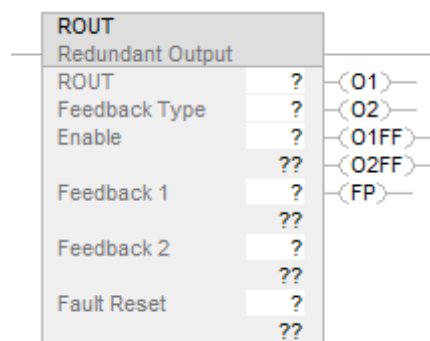 ROUT
Redundant Output
ROUT ? O1
Feedback Type ? O2
Enable ? O1FF
?? O2FF
Feedback 1 ? FP
??
Feedback 2 ?
??
Fault Reset ?
??